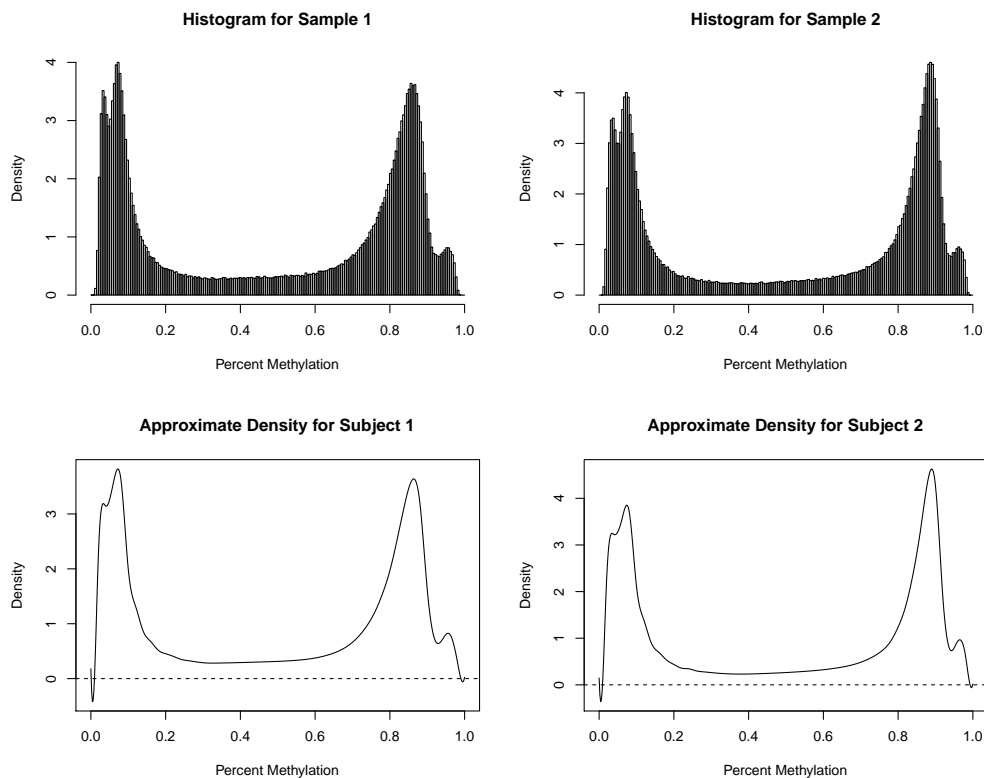 Histogram for Sample 1
Density
4
3
2
1
0
0.0 0.2 0.4 0.6 0.8 1.0
Percent Methylation
Histogram for Sample 2
Density
4
3
2
1
0
0.0 0.2 0.4 0.6 0.8 1.0
Percent Methylation
Approximate Density for Subject 1
Density
3
2
1
0
0.0 0.2 0.4 0.6 0.8 1.0
Percent Methylation
Approximate Density for Subject 2
Density
4
3
2
1
0
0.0 0.2 0.4 0.6 0.8 1.0
Percent Methylation